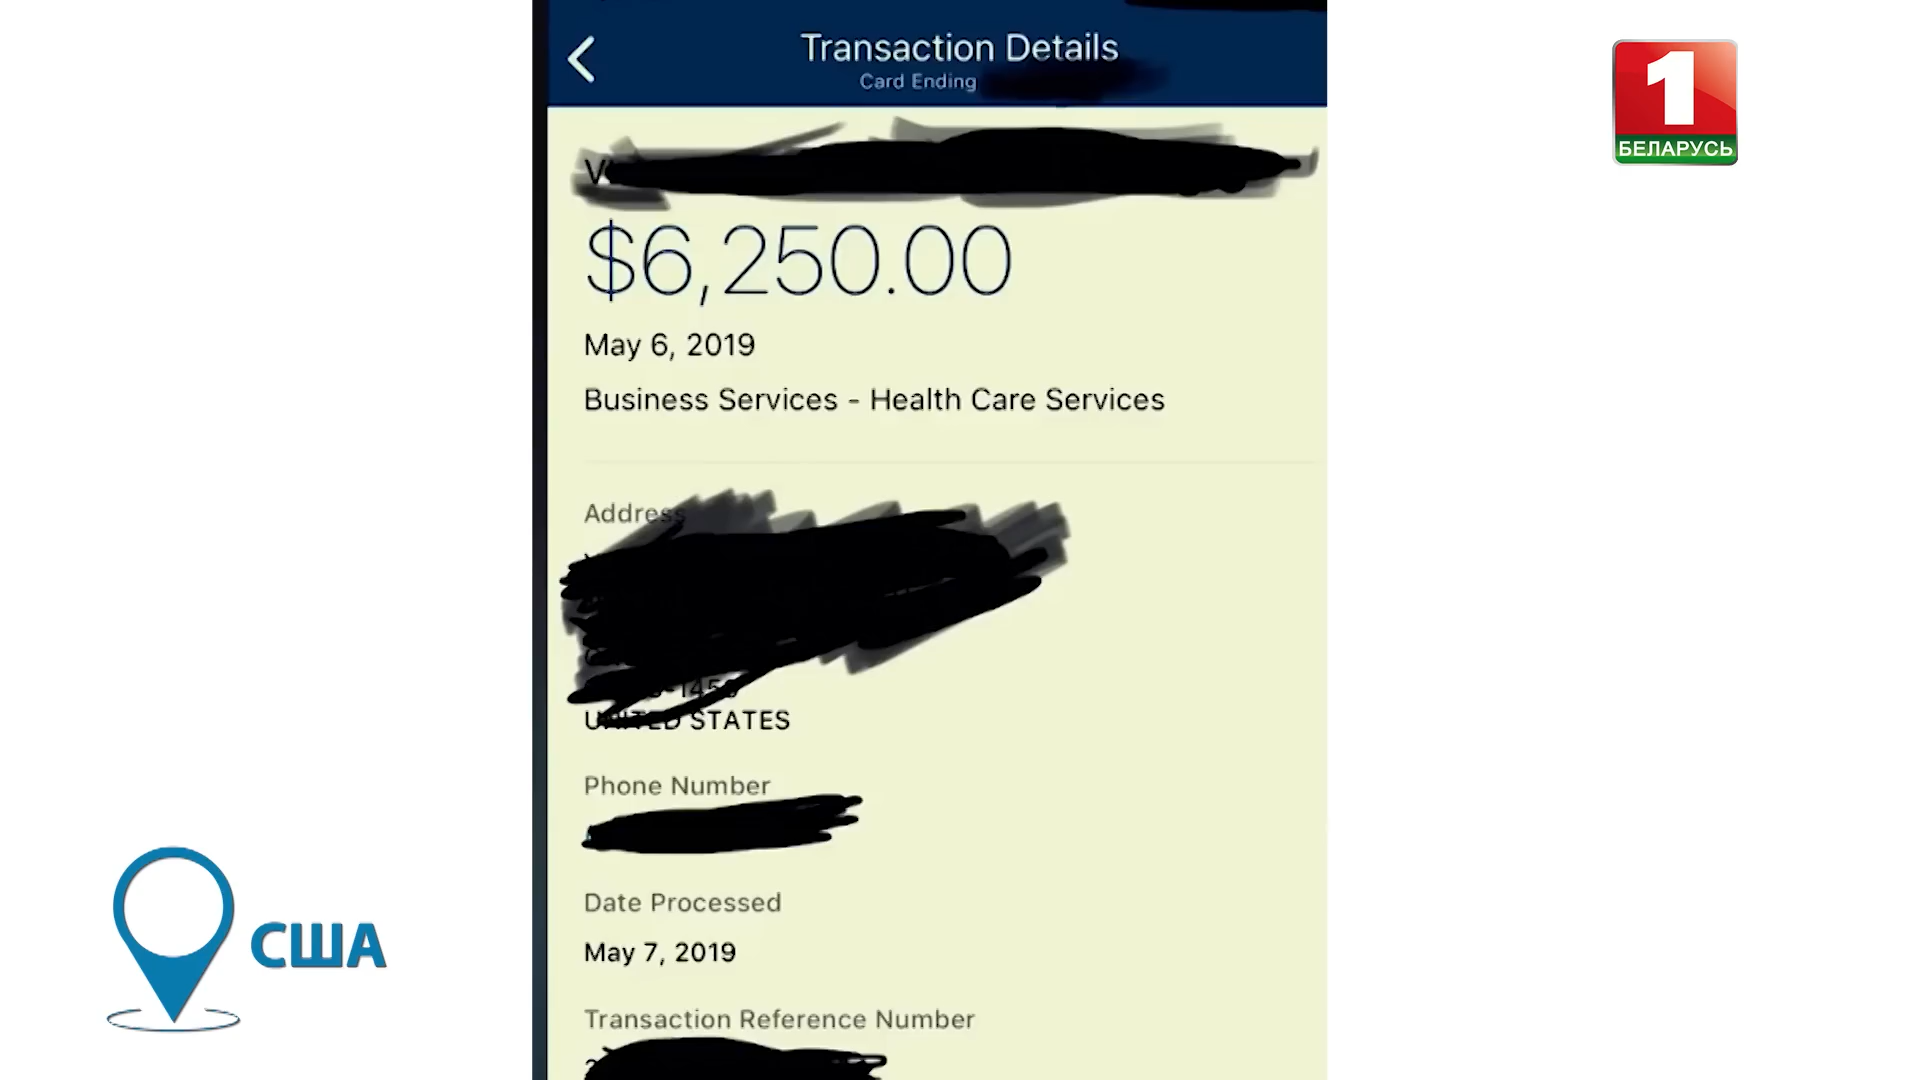 Transaction Details
Card Ending
$6,250.00
May 6, 2019
Business Services - Health Care Services
Address
UNITED STATES
Phone Number
Date Processed
May 7, 2019
Transaction Reference Number
1
БЕЛАРУСЬ
США